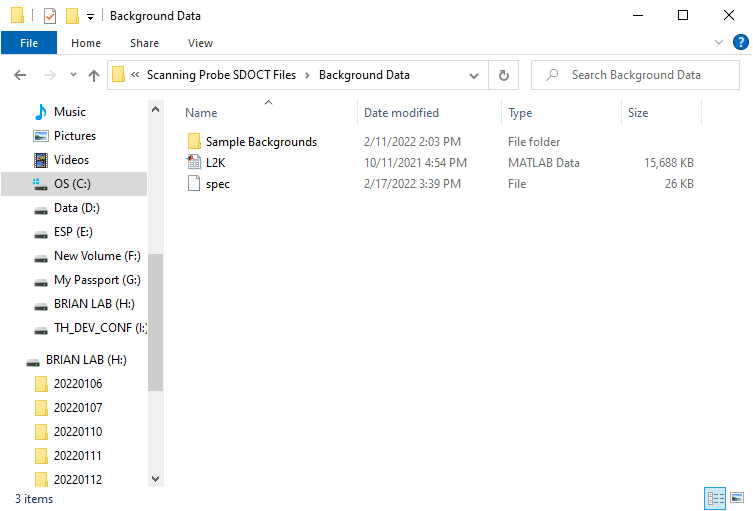 Background Data
File Home Share View
« Scanning Probe SDOCT Files › Background Data Search Background Data
Name Date modified Type Size
Music
Pictures
Videos
OS (C:)
Data (D:)
ESP (E:)
New Volume (F:)
My Passport (G:)
BRIAN LAB (H:)
TH_DEV_CONF (I:)
BRIAN LAB (H:)
20220106
20220107
20220110
20220111
20220112
Sample Backgrounds 2/11/2022 2:03 PM File folder
L2K 10/11/2021 4:54 PM MATLAB Data 15,688 KB
spec 2/17/2022 3:39 PM File 26 KB
3 items